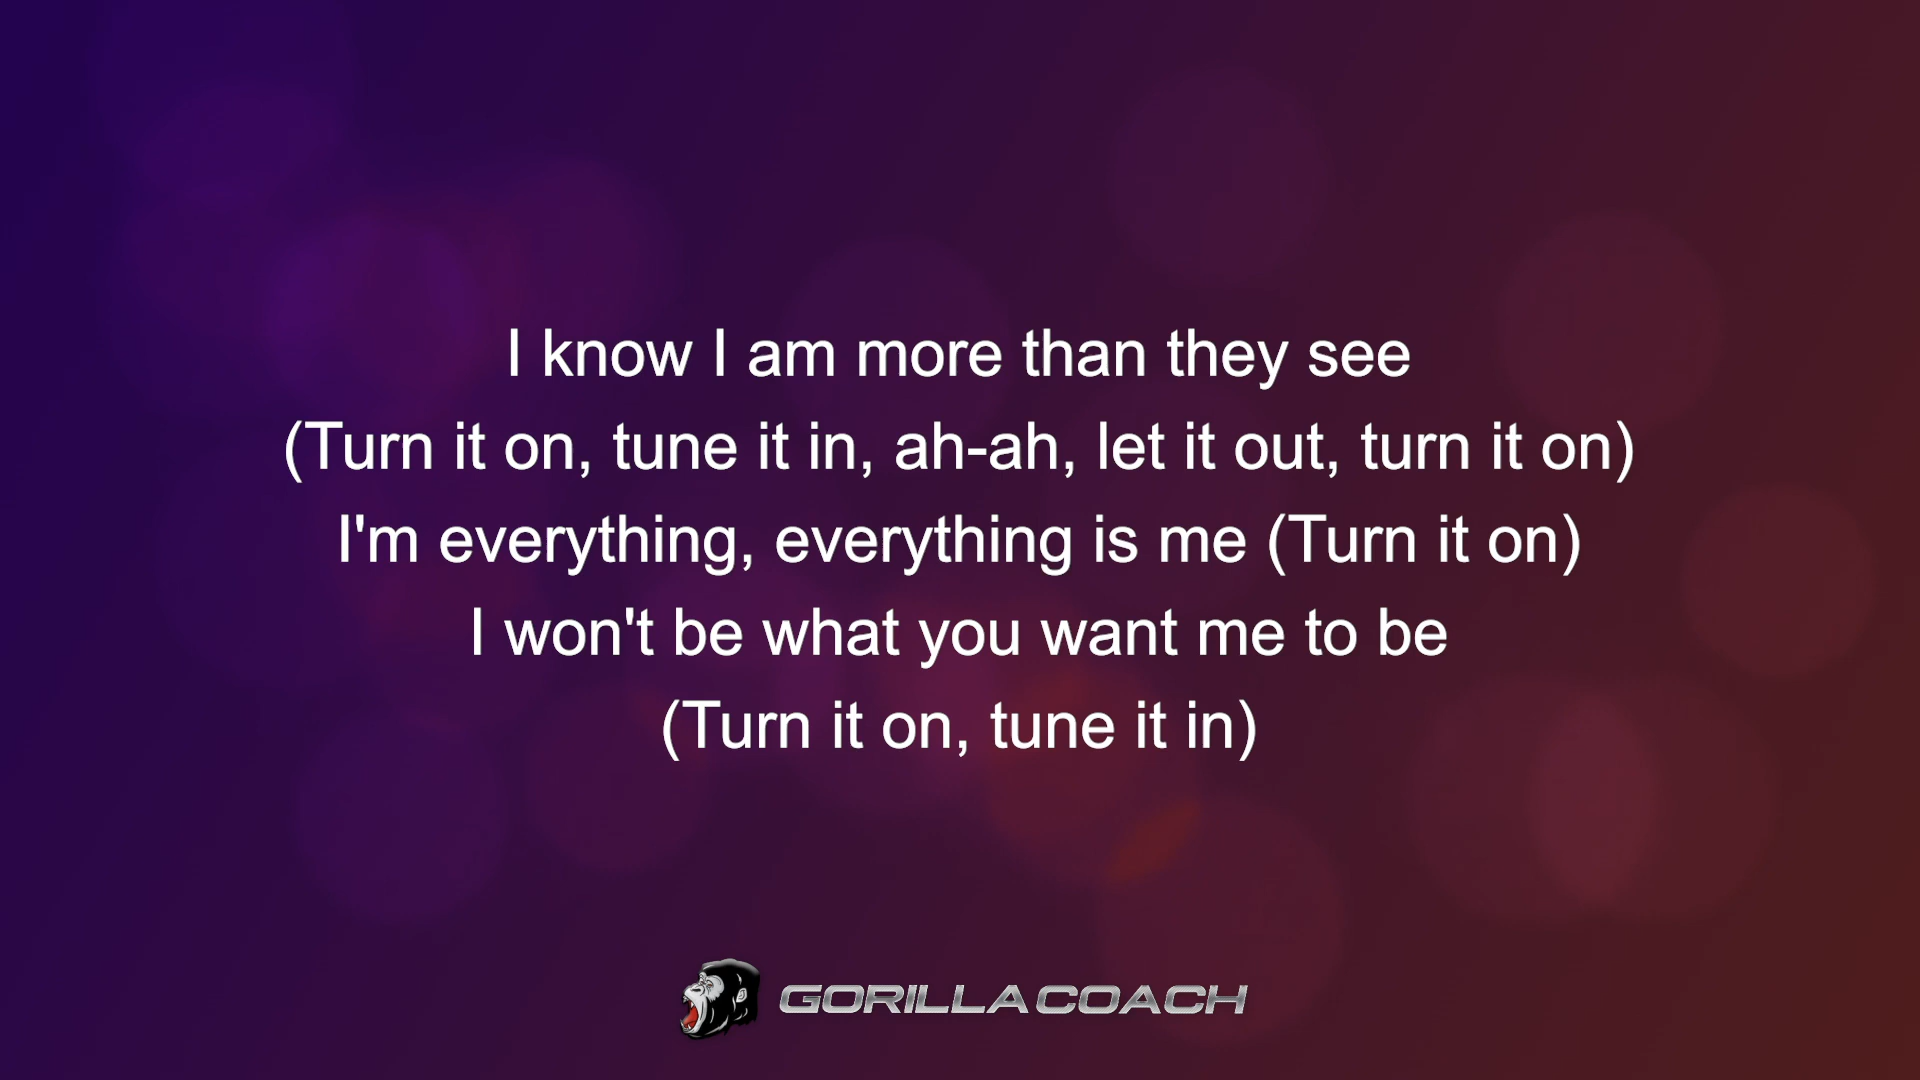 I know I am more than they see
(Turn it on, tune it in, ah-ah, let it out, turn it on)
I'm everything, everything is me (Turn it on)
I won't be what you want me to be
(Turn it on, tune it in)
GORILLA COACH